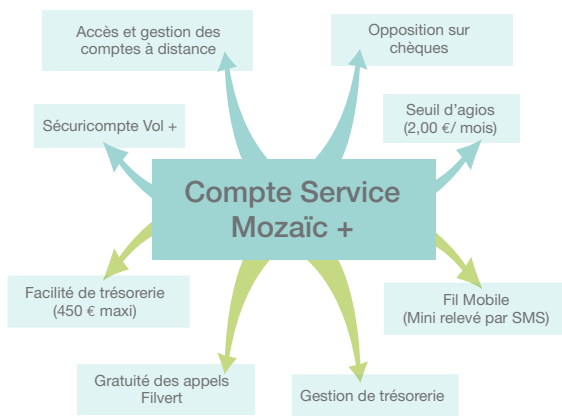 Accès et gestion des
comptes à distance
Opposition sur
chèques
Sécuricompte Vol +
Seuil d'agios
(2,00 €/ mois)
Compte Service
Mozaïc +
Facilité de trésorerie
(450 € maxi)
Fil Mobile
(Mini relevé par SMS)
Gratuité des appels
Filvert
Gestion de trésorerie